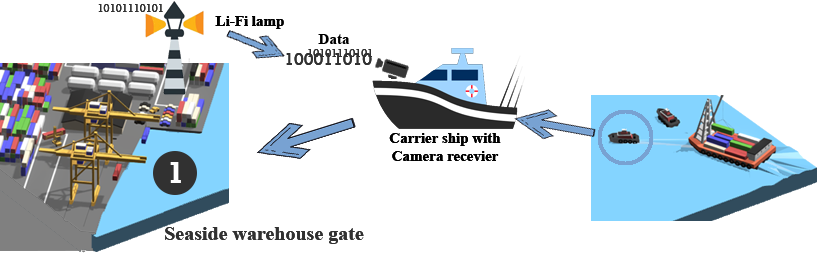 10101110101
Li-Fi lamp
Data
10101110101
100011010
Carrier ship with
Camera recevier
1
Seaside warehouse gate